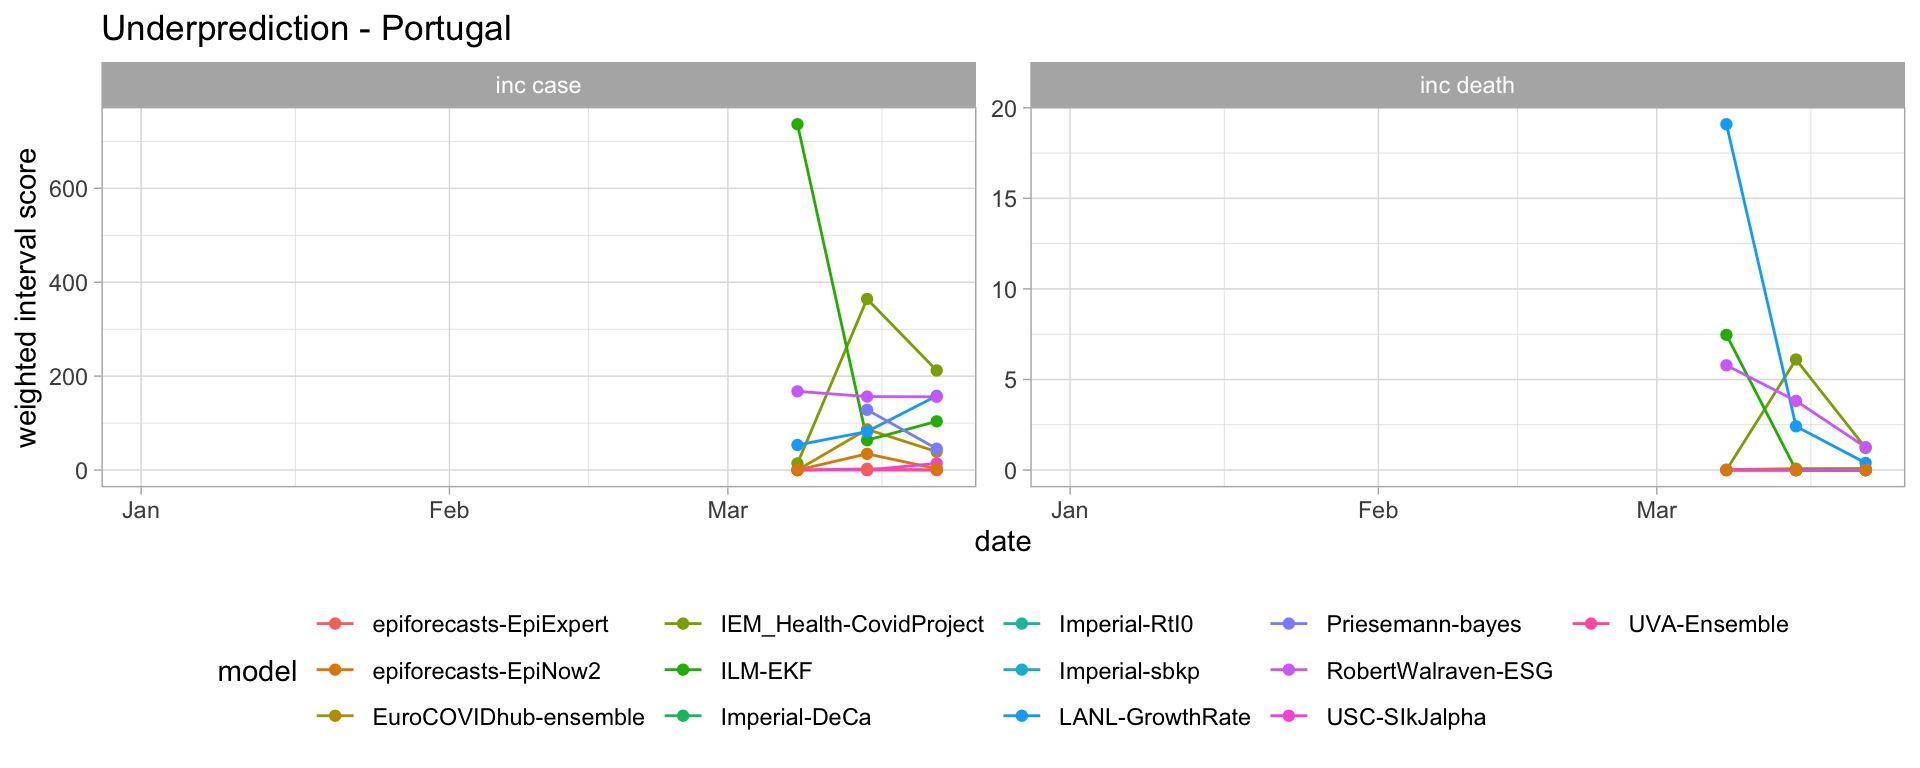 Underprediction - Portugal
inc case
inc death
weighted interval score
600
400
200
0
20
15
10
5
0
Jan
Feb
Mar
Jan
Feb
Mar
date
model
epiforecasts-EpiExpert
epiforecasts-EpiNow2
EuroCOVIDhub-ensemble
IEM_Health-CovidProject
ILM-EKF
Imperial-DeCa
Imperial-RtI0
Imperial-sbkp
LANL-GrowthRate
Priesemann-bayes
RobertWalraven-ESG
USC-SIkJalpha
UVA-Ensemble